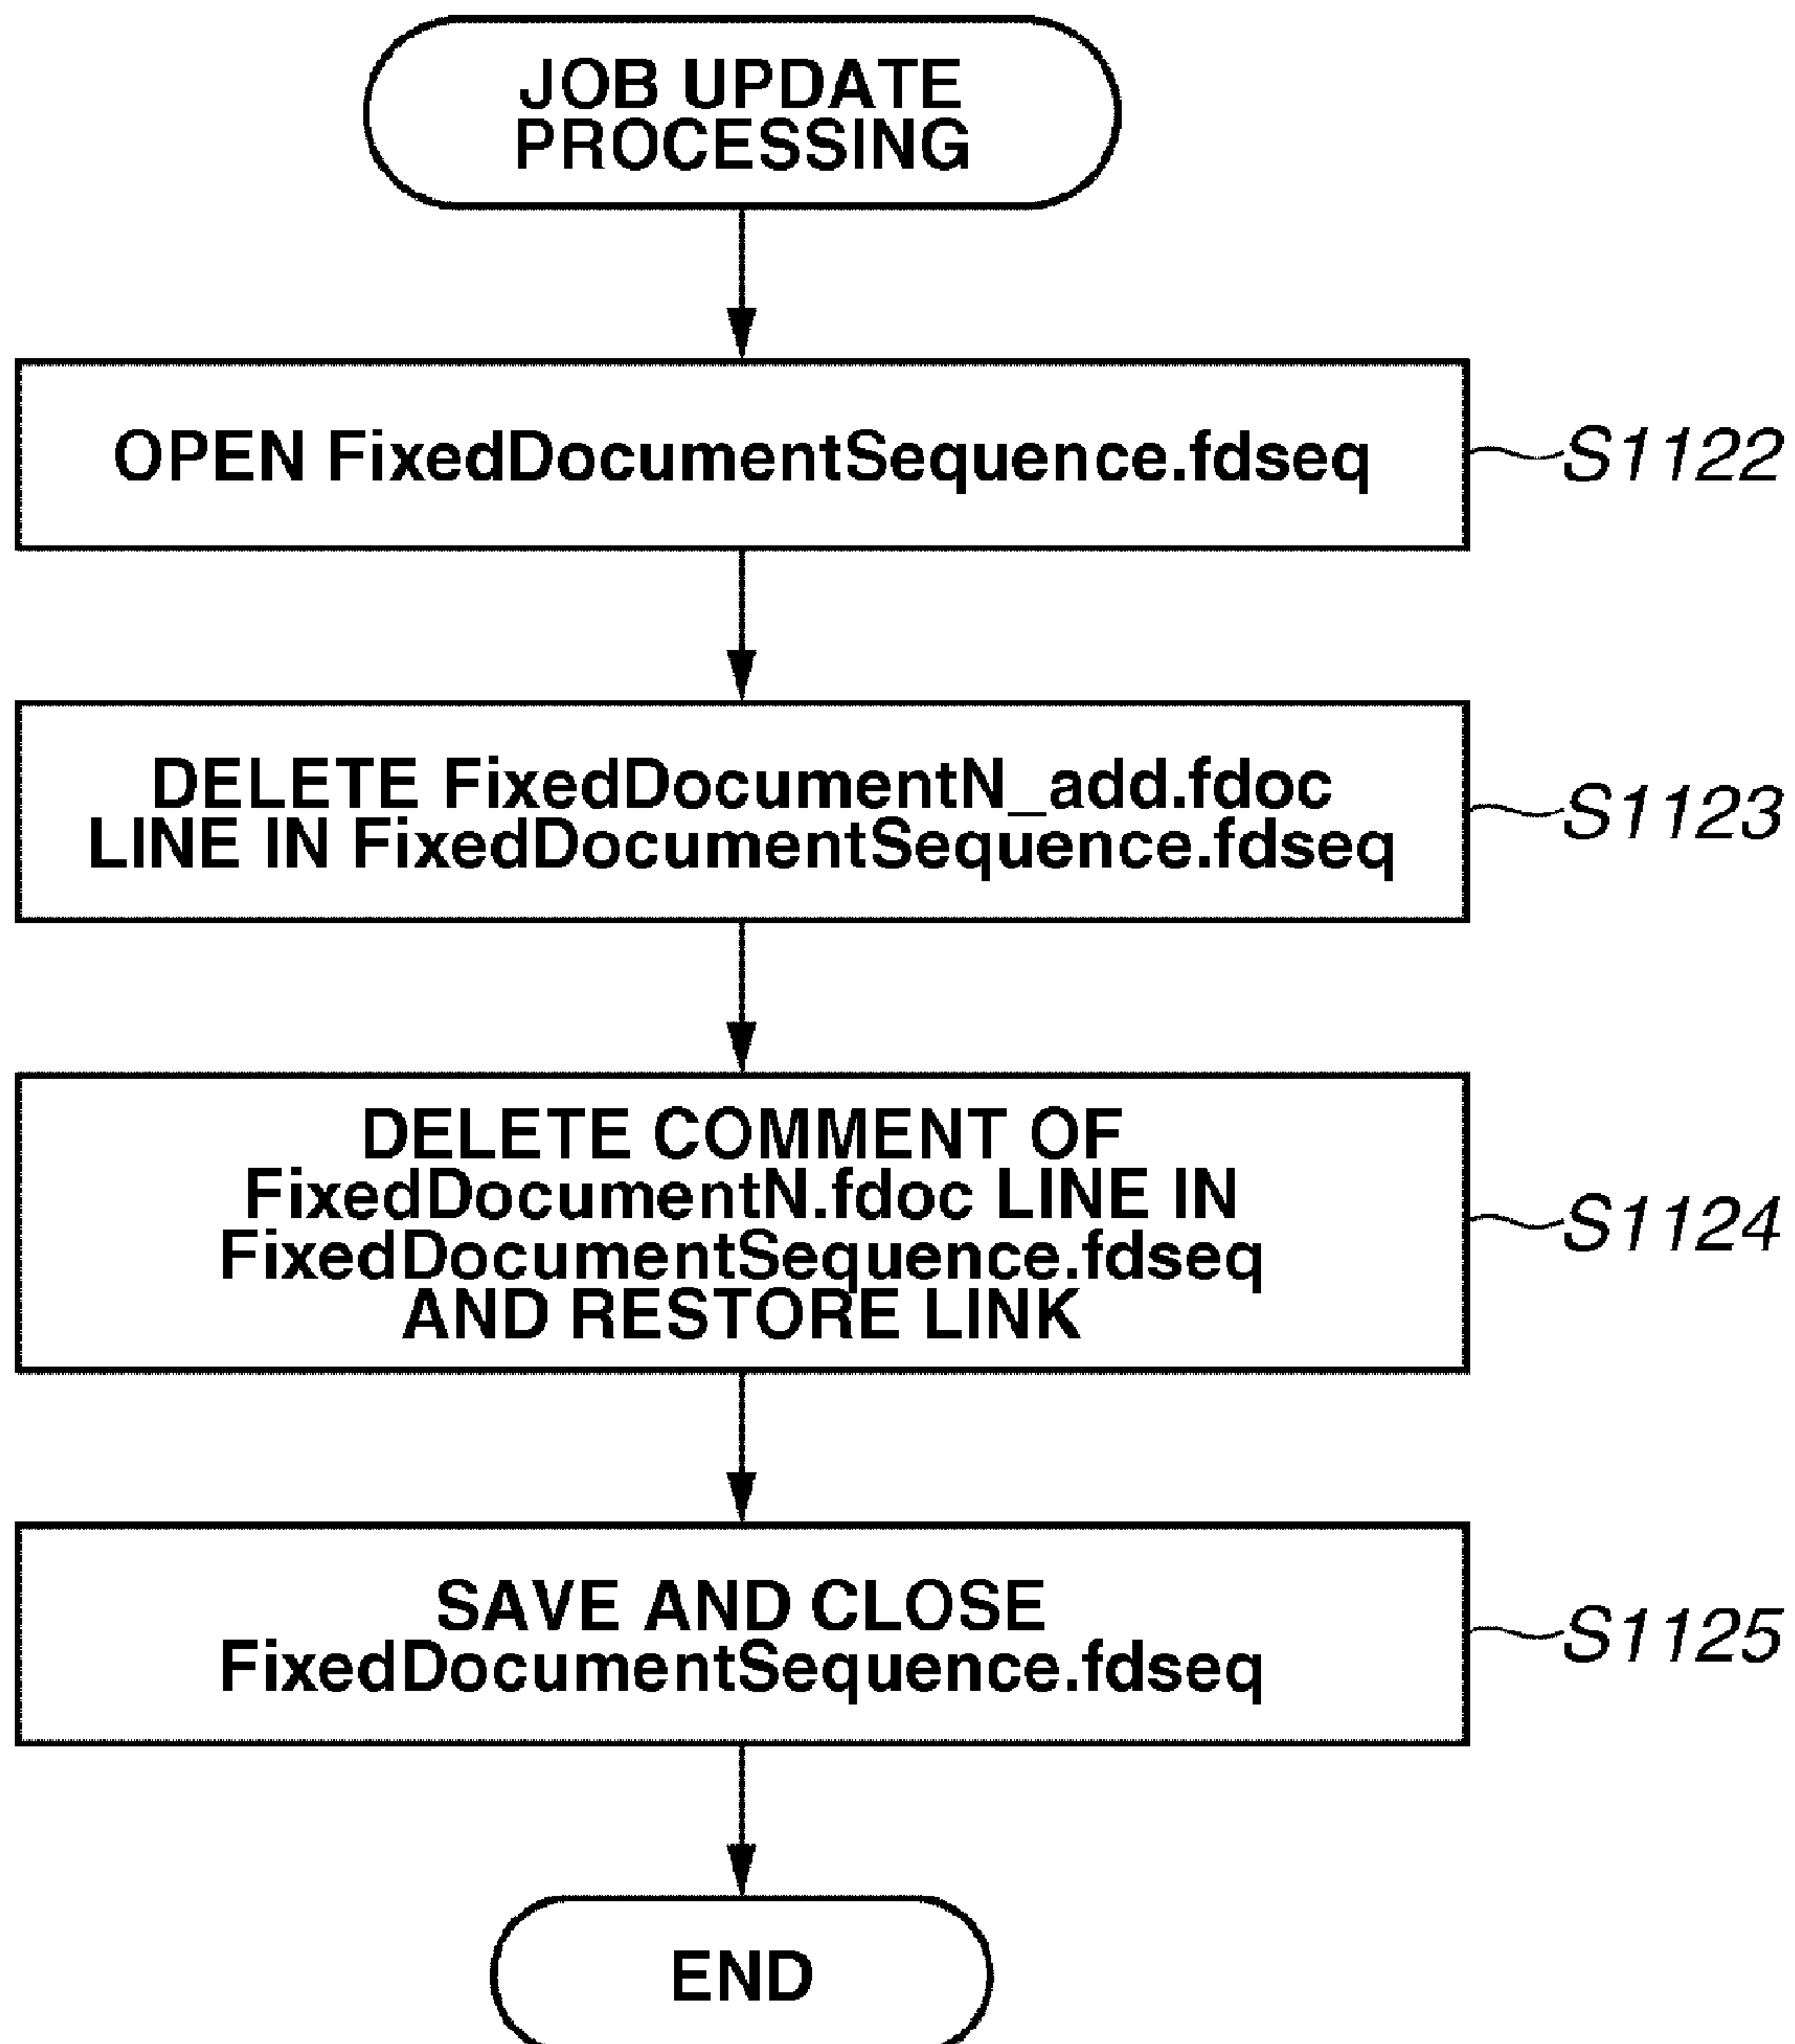 JOB UPDATE
PROCESSING
OPEN FixedDocumentSequence.fdseq
S1122
DELETE FixedDocumentN_add.fdoc
LINE IN FixedDocumentSequence.fdseq
S1123
DELETE COMMENT OF
FixedDocumentN.fdoc LINE IN
FixedDocumentSequence.fdseq
AND RESTORE LINK
S1124
SAVE AND CLOSE
FixedDocumentSequence.fdseq
S1125
END